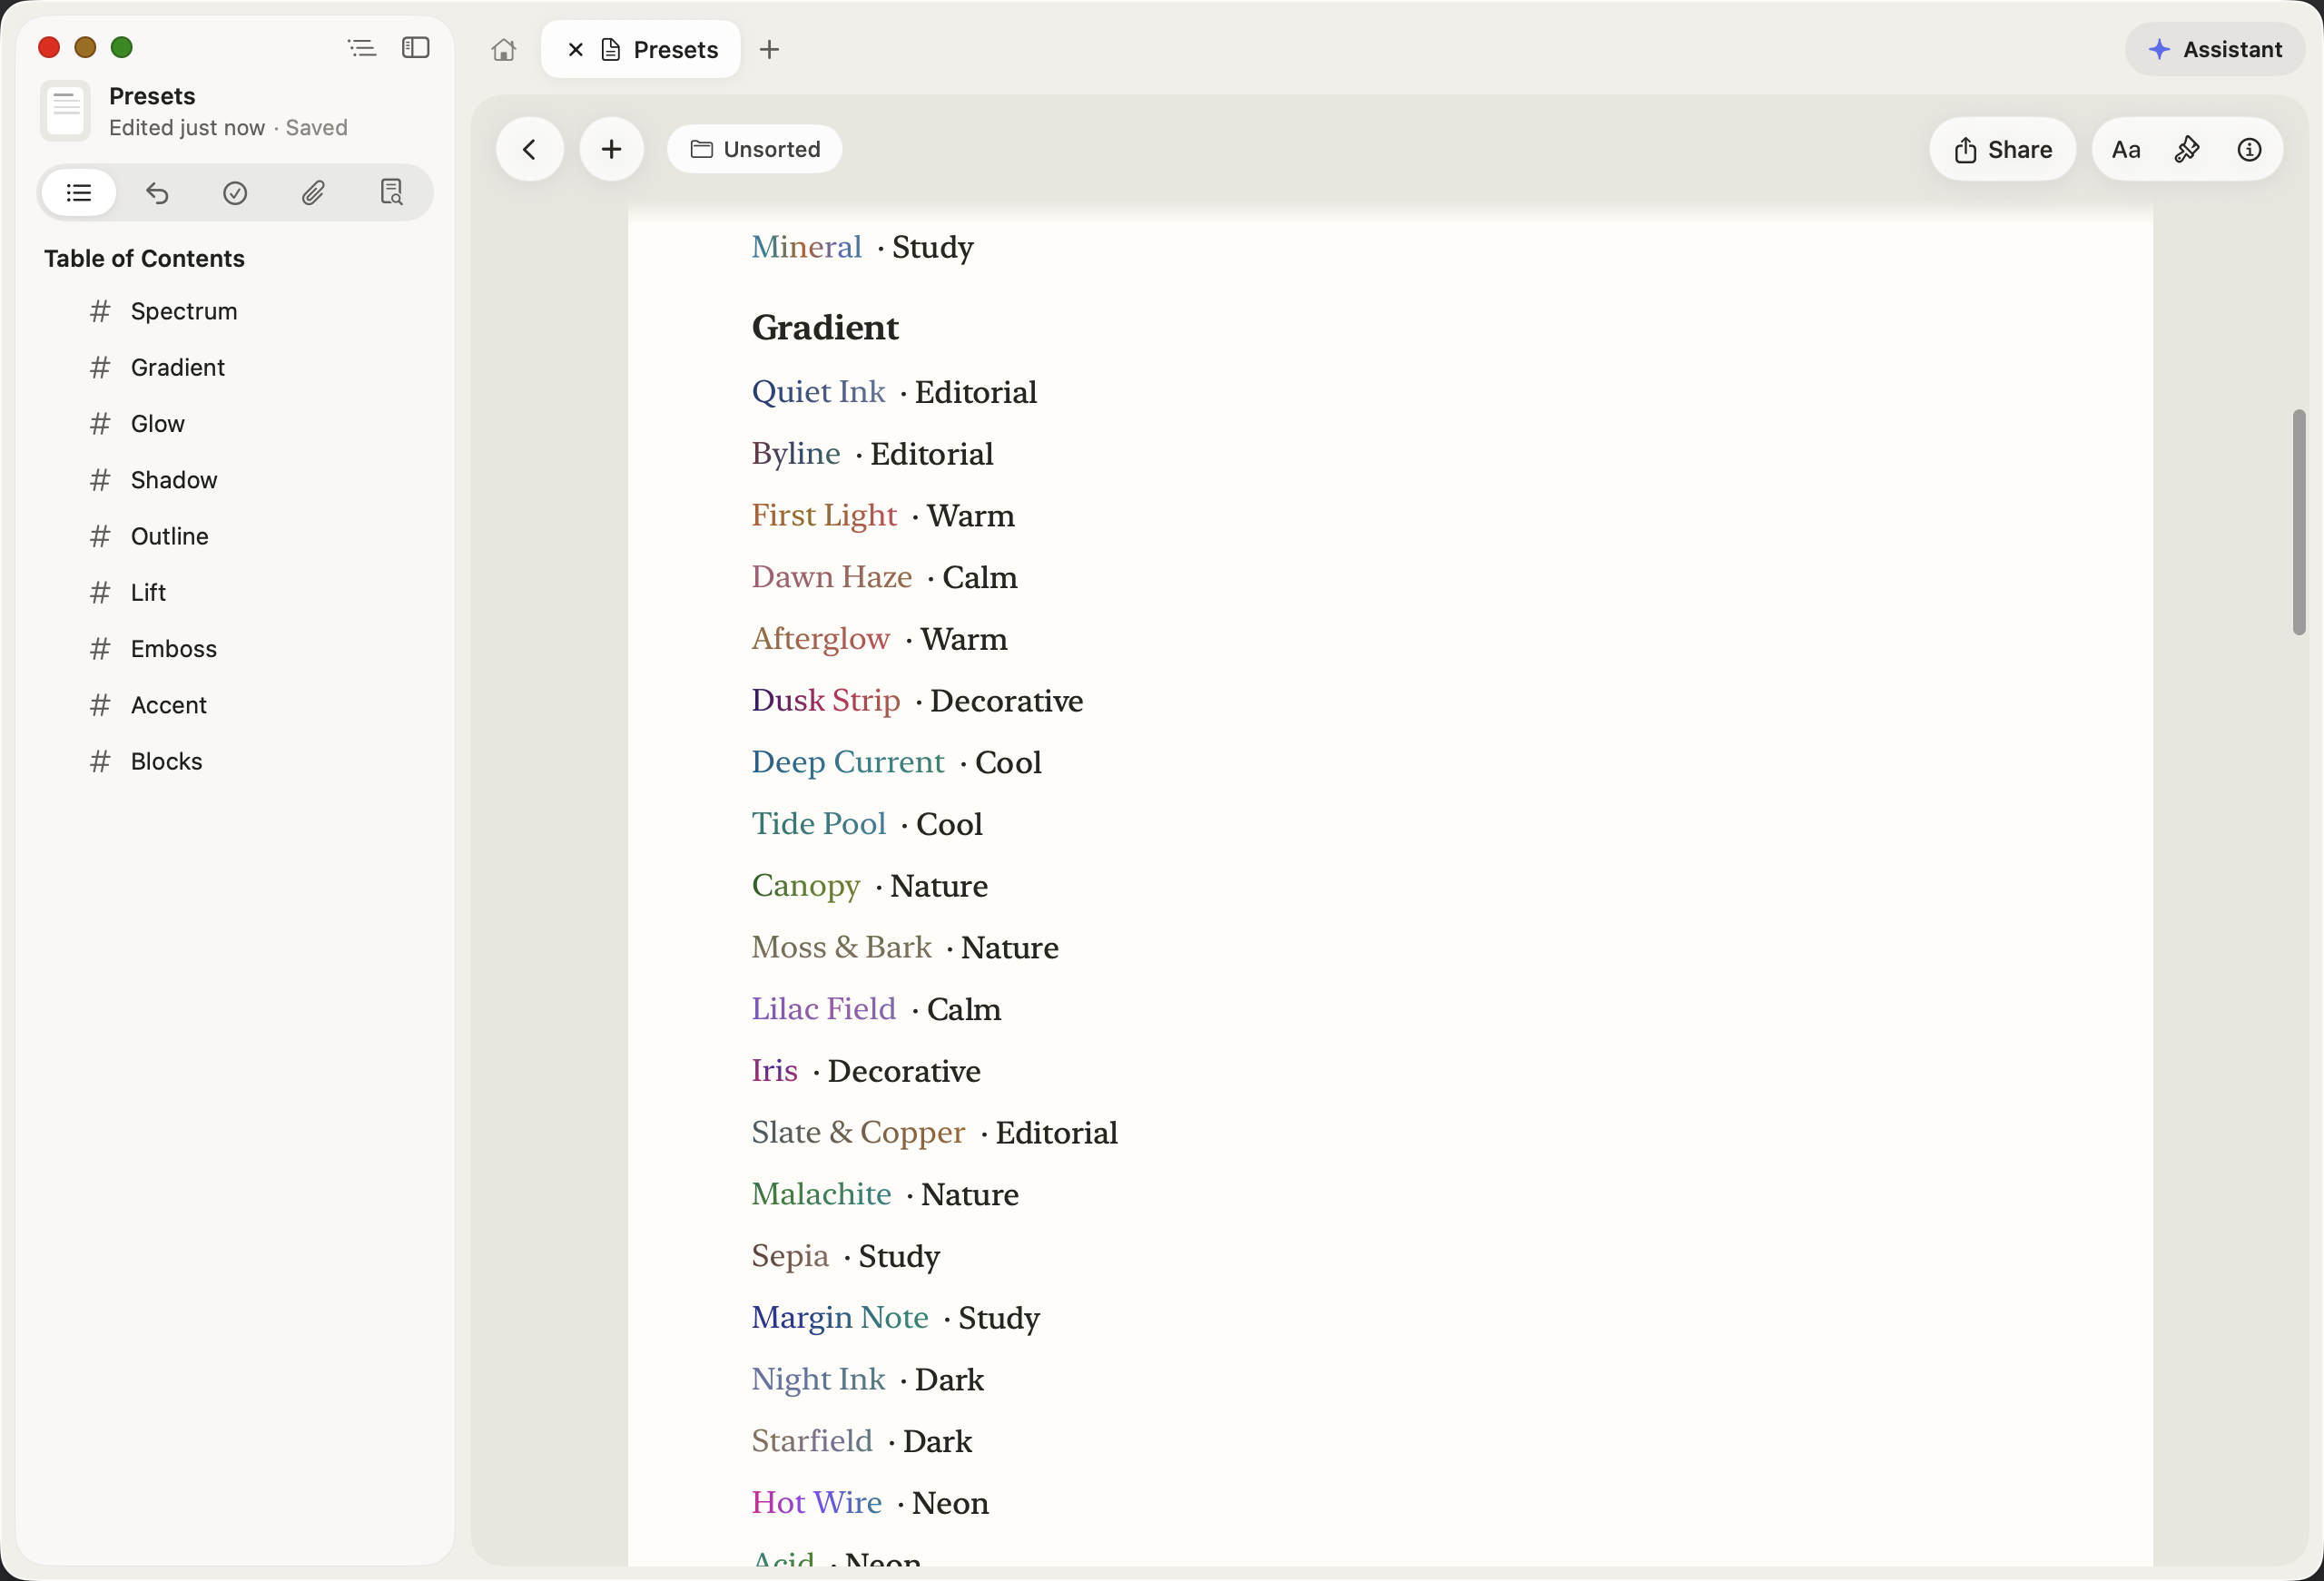 Presets
Assistant
Presets
Edited just now · Saved
Unsorted
Share
Aa
Table of Contents
# Spectrum
# Gradient
# Glow
# Shadow
# Outline
# Lift
# Emboss
# Accent
# Blocks
Mineral · Study
Gradient
Quiet Ink · Editorial
Byline · Editorial
First Light · Warm
Dawn Haze · Calm
Afterglow · Warm
Dusk Strip · Decorative
Deep Current · Cool
Tide Pool · Cool
Canopy · Nature
Moss & Bark · Nature
Lilac Field · Calm
Iris · Decorative
Slate & Copper · Editorial
Malachite · Nature
Sepia · Study
Margin Note · Study
Night Ink · Dark
Starfield · Dark
Hot Wire · Neon
Acid · Neon